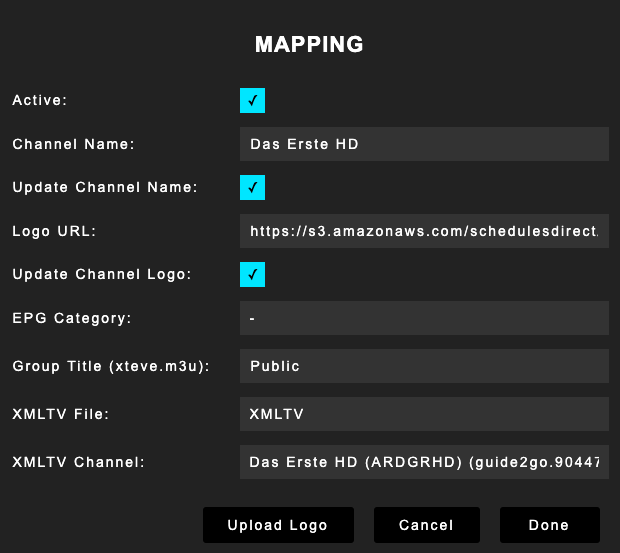 MAPPING
Active: ✓
Channel Name: Das Erste HD
Update Channel Name: ✓
Logo URL: https://s3.amazonaws.com/schedulesdirect.
Update Channel Logo: ✓
EPG Category: -
Group Title (xteve.m3u): Public
XMLTV File: XMLTV
XMLTV Channel: Das Erste HD (ARDGRHD) (guide2go.90447
Upload Logo Cancel Done